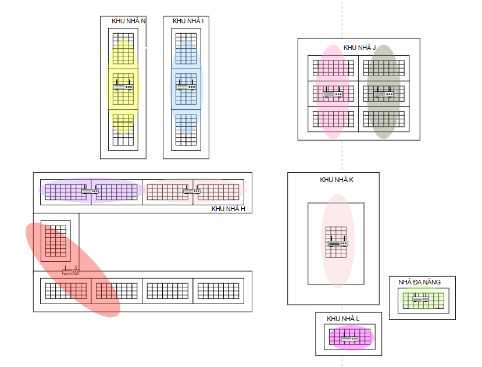 KHU NHÀ N
KHU NHÀ I
KHU NHÀ J
KHU NHÀ H
KHU NHÀ K
NHÀ ĐA NĂNG
KHU NHÀ L